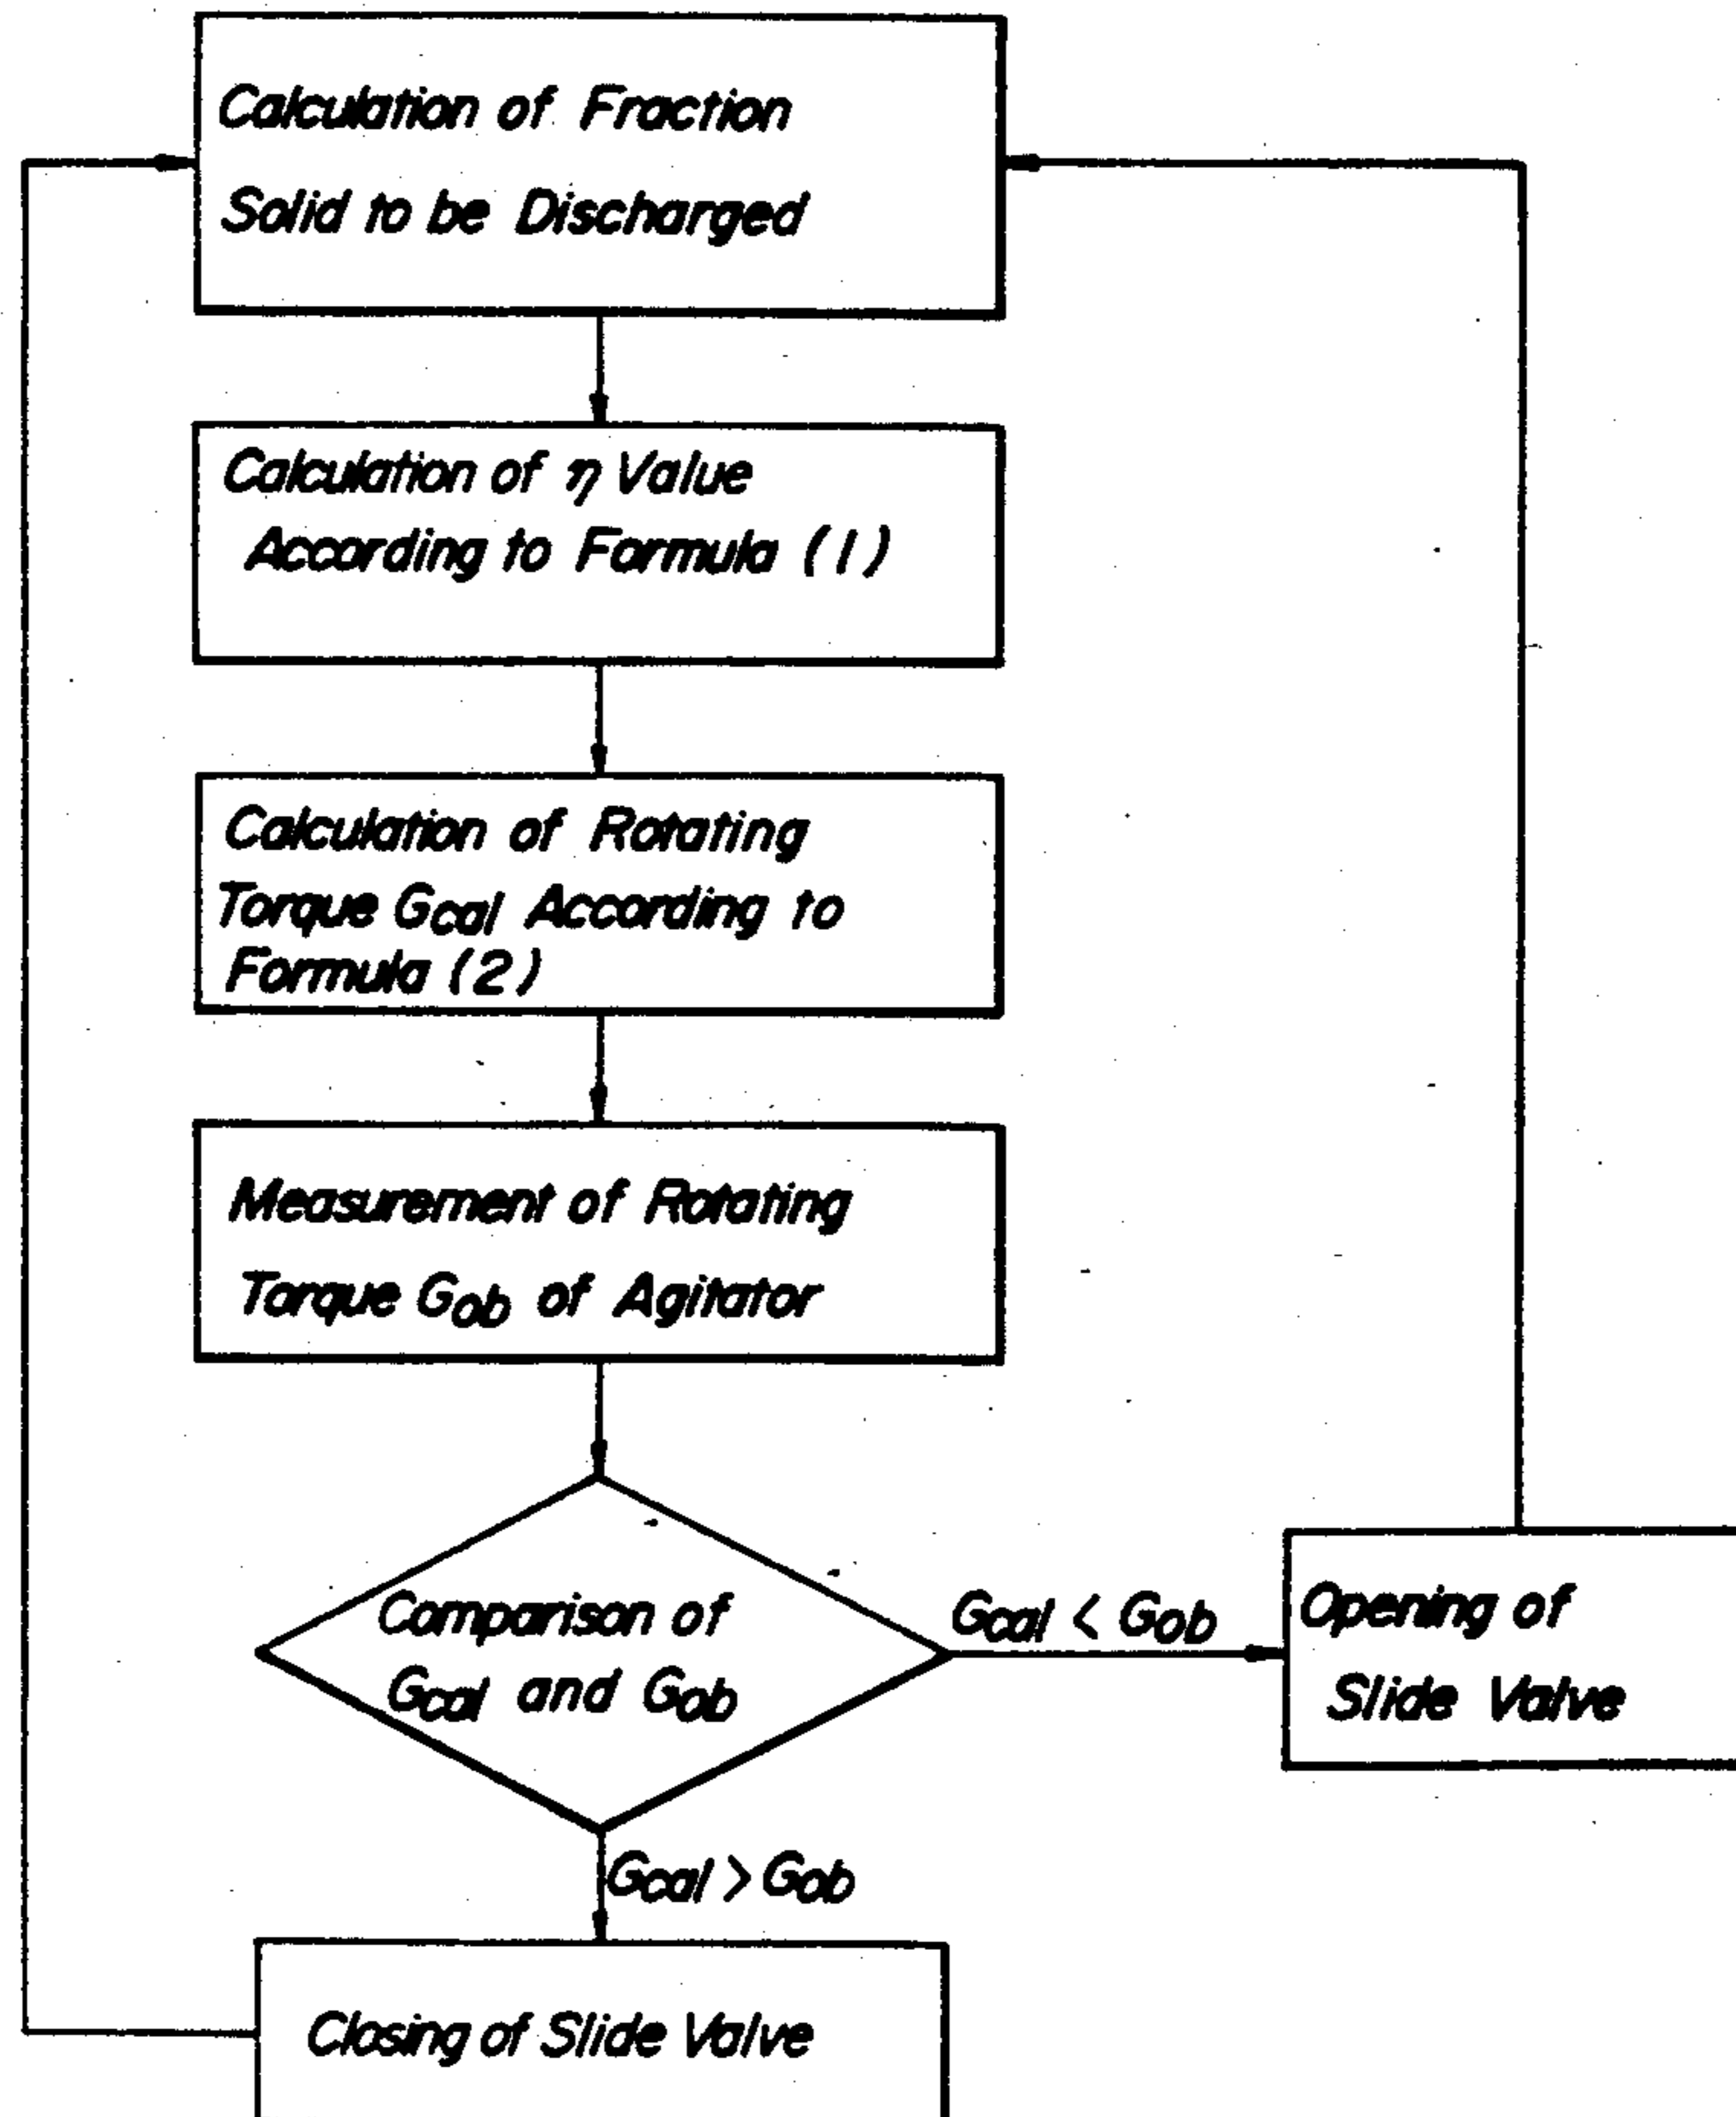 Calculation of Fraction
Solid to be Discharged
Calculation of η Value
According to Formula (1)
Calculation of Rotating
Torque Gcal According to
Formula (2)
Measurement of Rotating
Torque Gob of Agitator
Comparison of
Gcal and Gob
Gcal < Gob
Opening of
Slide Valve
Gcal > Gob
Closing of Slide Valve